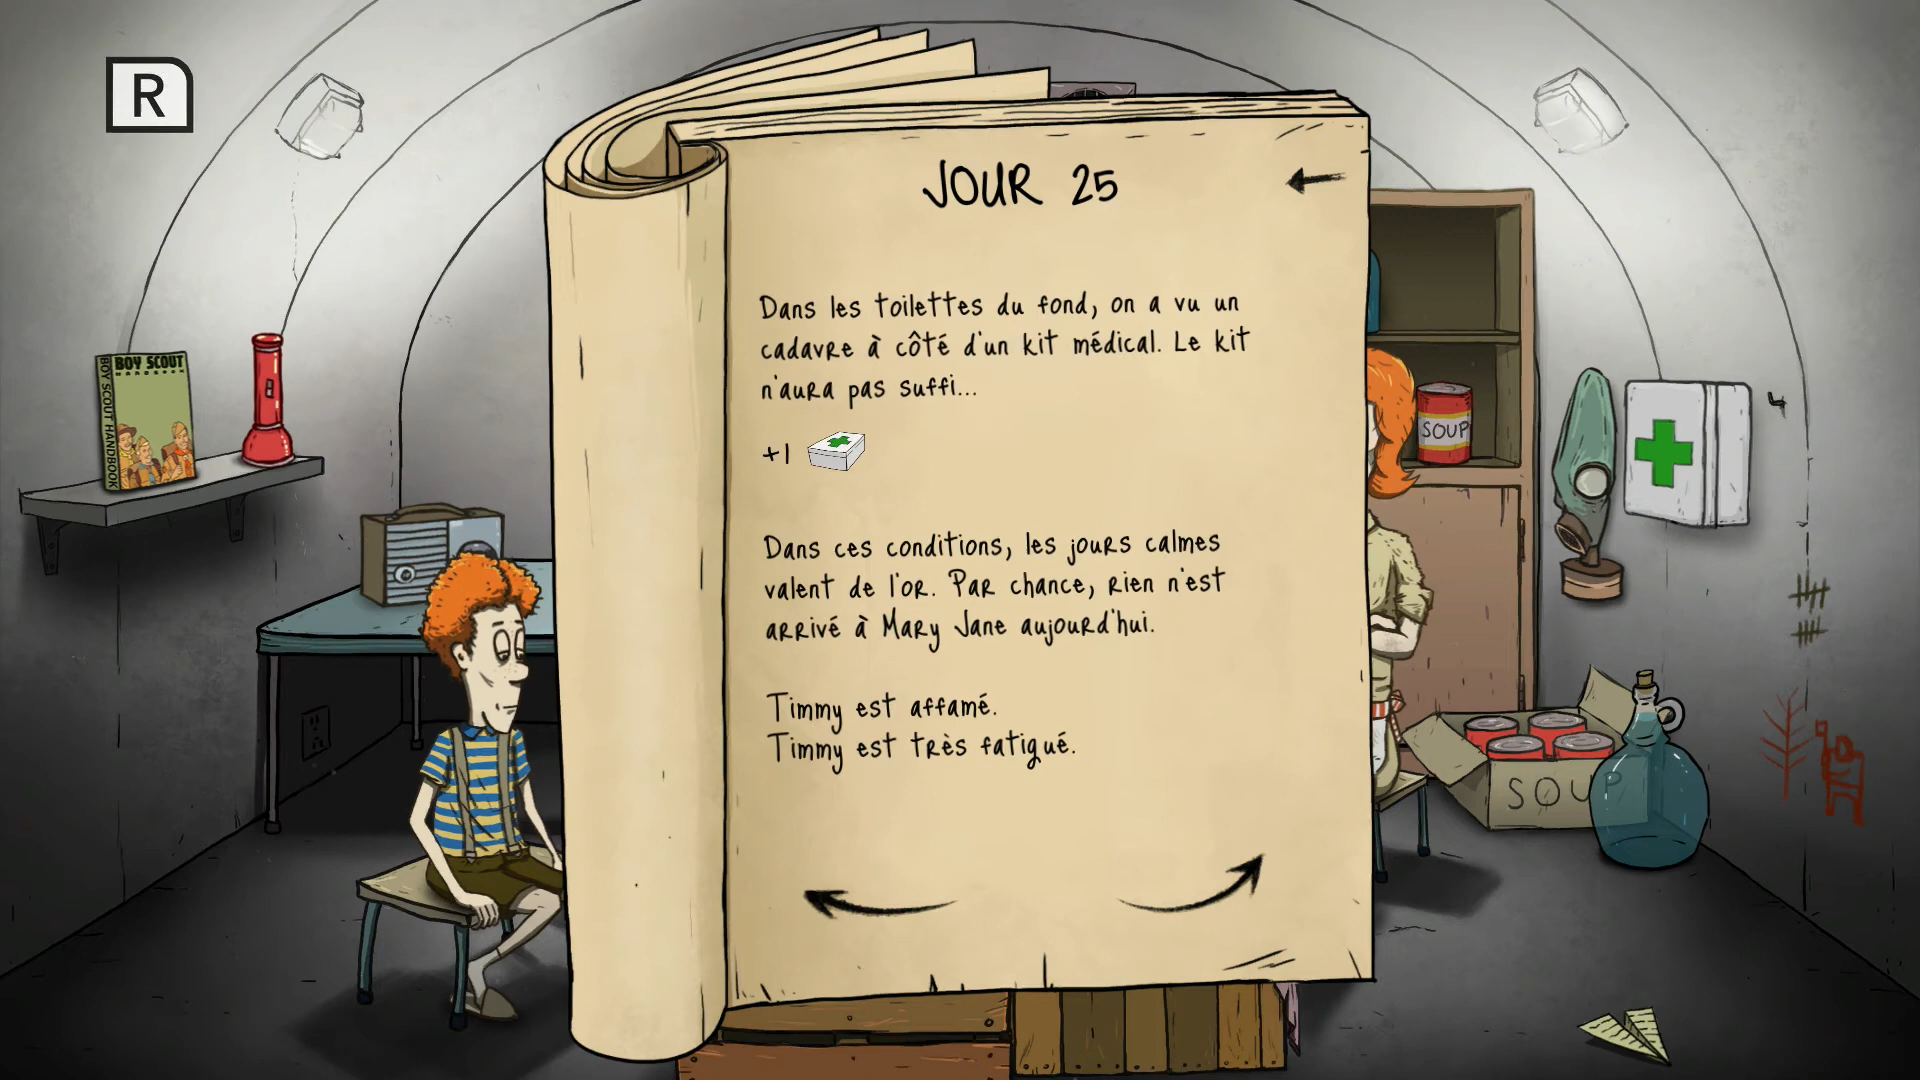 R
JOUR 25
Dans les toilettes du fond, on a vu un
cadavre à côté d'un kit médical. Le kit
n'aura pas suffi...
+1
Dans ces conditions, les jours calmes
valent de l'or. Par chance, rien n'est
arrivé à Mary Jane aujourd'hui.
Timmy est affamé.
Timmy est très fatigué.
BOY SCOUT
HANDBOOK
BOY SCOUT HANDBOOK
SOUP
SOUP